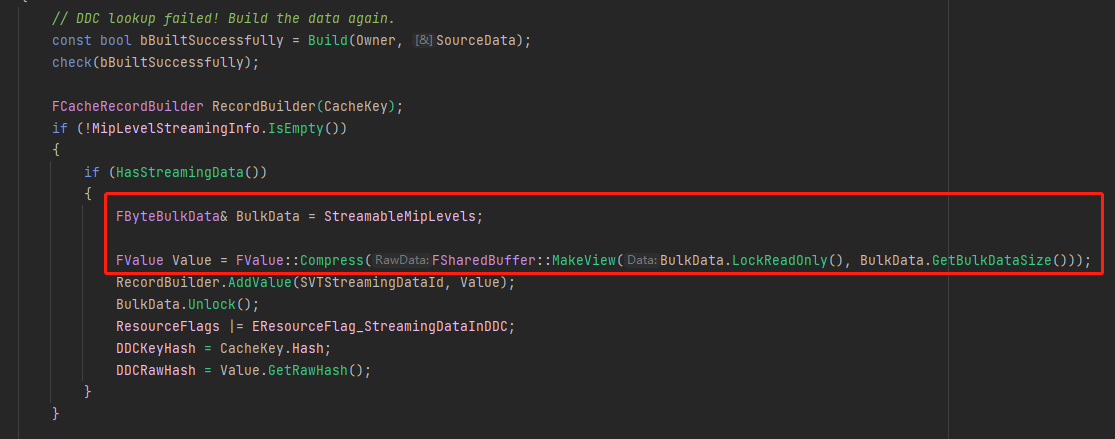 {
// DDC lookup failed! Build the data again.
const bool bBuiltSuccessfully = Build(Owner, [&]SourceData);
check(bBuiltSuccessfully);
FCacheRecordBuilder RecordBuilder(CacheKey);
if (!MipLevelStreamingInfo.IsEmpty())
{
if (HasStreamingData())
{
FByteBulkData& BulkData = StreamableMipLevels;
FValue Value = FValue::Compress(RawData:FSharedBuffer::MakeView(Data:BulkData.LockReadOnly(), BulkData.GetBulkDataSize()));
RecordBuilder.AddValue(SVTStreamingDataId, Value);
BulkData.Unlock();
ResourceFlags |= EResourceFlag_StreamingDataInDDC;
DDCKeyHash = CacheKey.Hash;
DDCRawHash = Value.GetRawHash();
}
}